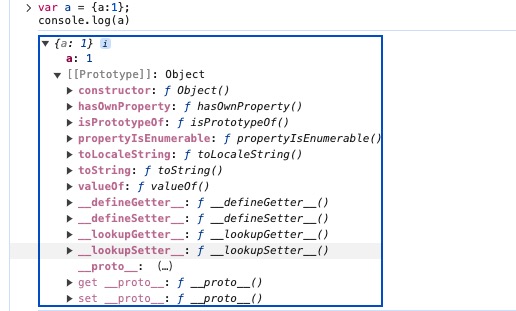 > var a = {a:1};
console.log(a)
▼ {a: 1} i
a: 1
▼ [[Prototype]]: Object
▶ constructor: ƒ Object()
▶ hasOwnProperty: ƒ hasOwnProperty()
▶ isPrototypeOf: ƒ isPrototypeOf()
▶ propertyIsEnumerable: ƒ propertyIsEnumerable()
▶ toLocaleString: ƒ toLocaleString()
▶ toString: ƒ toString()
▶ valueOf: ƒ valueOf()
▶ __defineGetter__: ƒ __defineGetter__()
▶ __defineSetter__: ƒ __defineSetter__()
▶ __lookupGetter__: ƒ __lookupGetter__()
▶ __lookupSetter__: ƒ __lookupSetter__()
__proto__: (…)
▶ get __proto__: ƒ __proto__()
▶ set __proto__: ƒ __proto__()